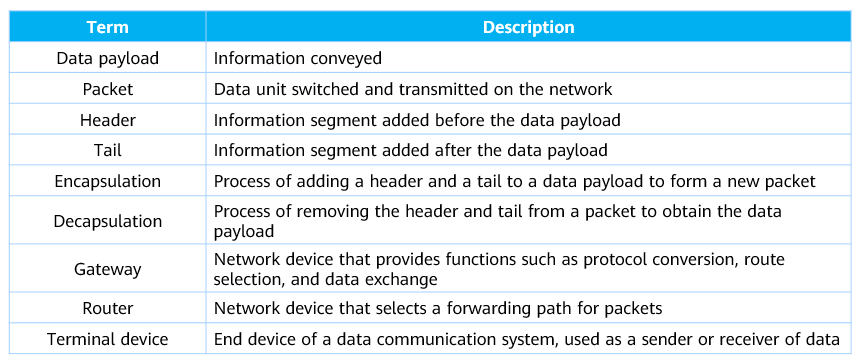 Term Description
Data payload Information conveyed
Packet Data unit switched and transmitted on the network
Header Information segment added before the data payload
Tail Information segment added after the data payload
Encapsulation Process of adding a header and a tail to a data payload to form a new packet
Decapsulation Process of removing the header and tail from a packet to obtain the data
payload
Gateway Network device that provides functions such as protocol conversion, route
selection, and data exchange
Router Network device that selects a forwarding path for packets
Terminal device End device of a data communication system, used as a sender or receiver of data